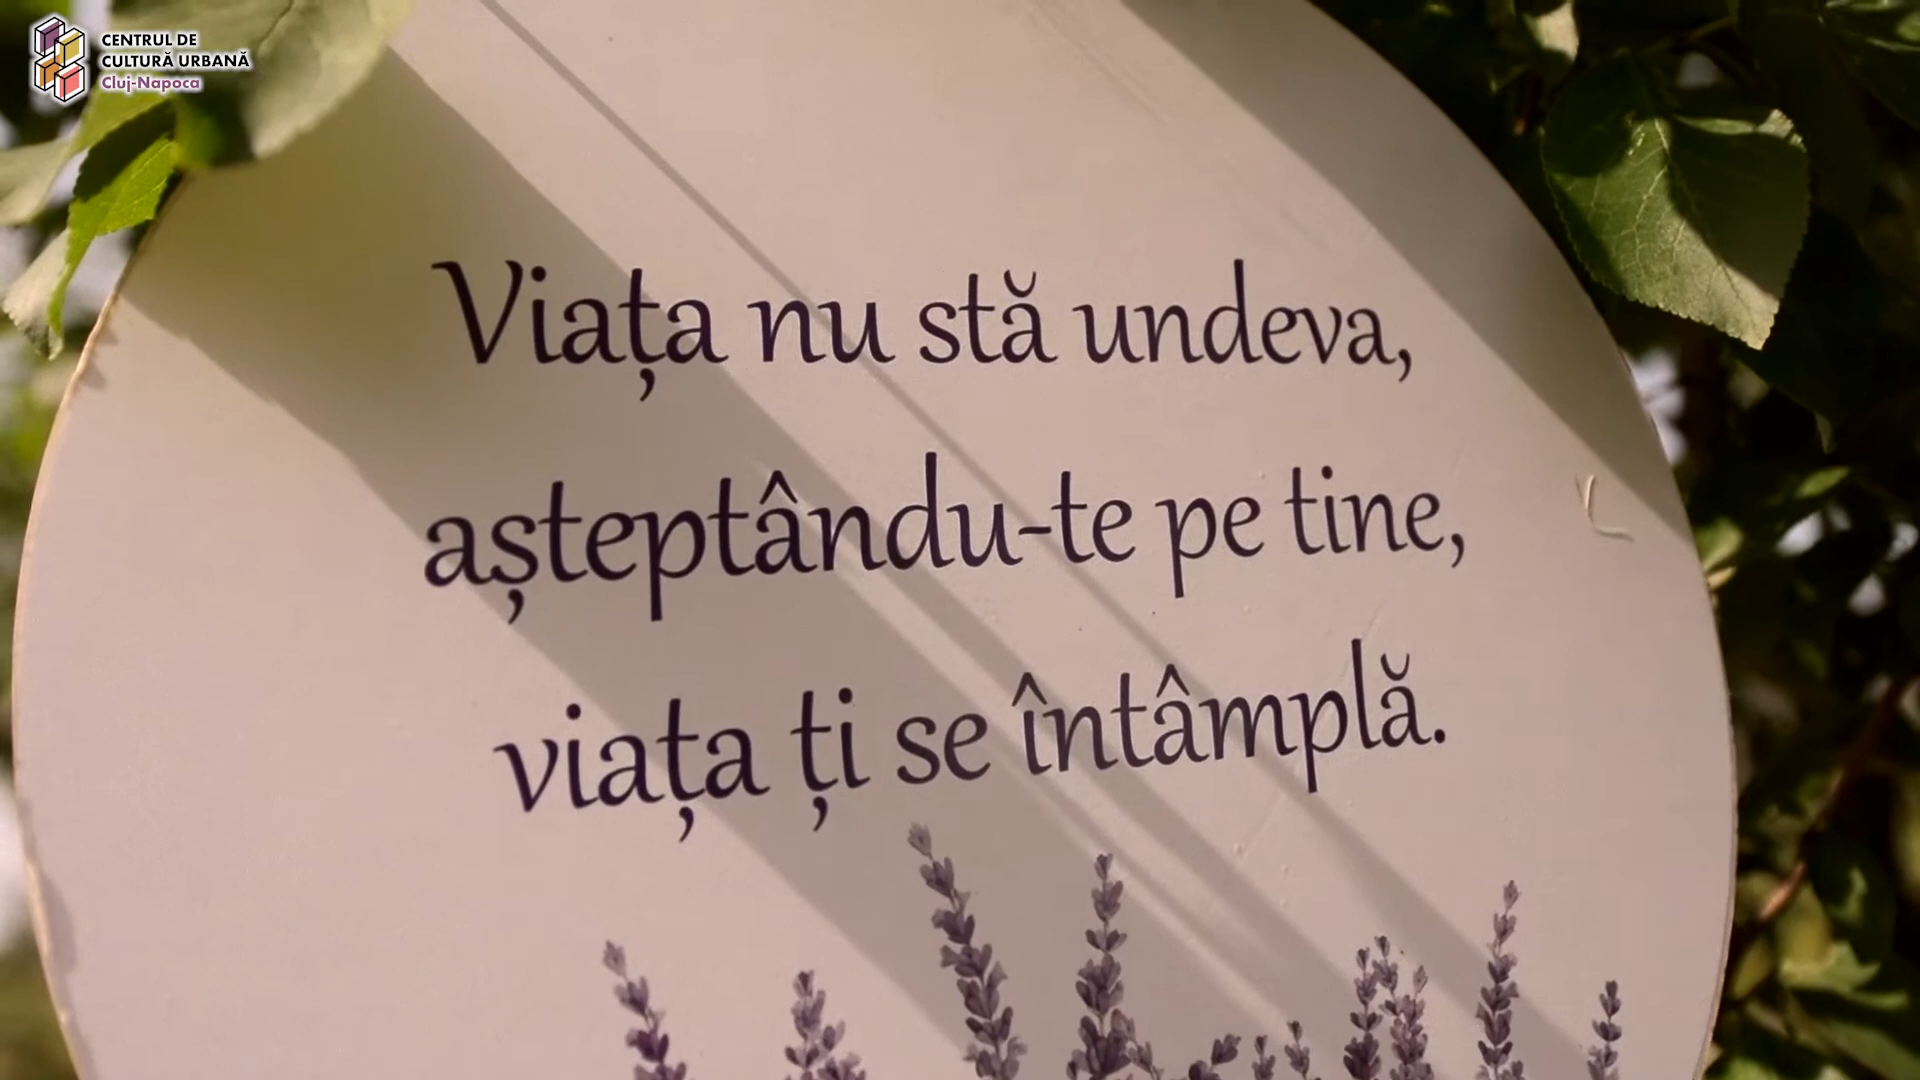 CENTRUL DE
CULTURĂ URBANĂ
Cluj-Napoca
Viața nu stă undeva,
așteptându-te pe tine,
viața ți se întâmplă.